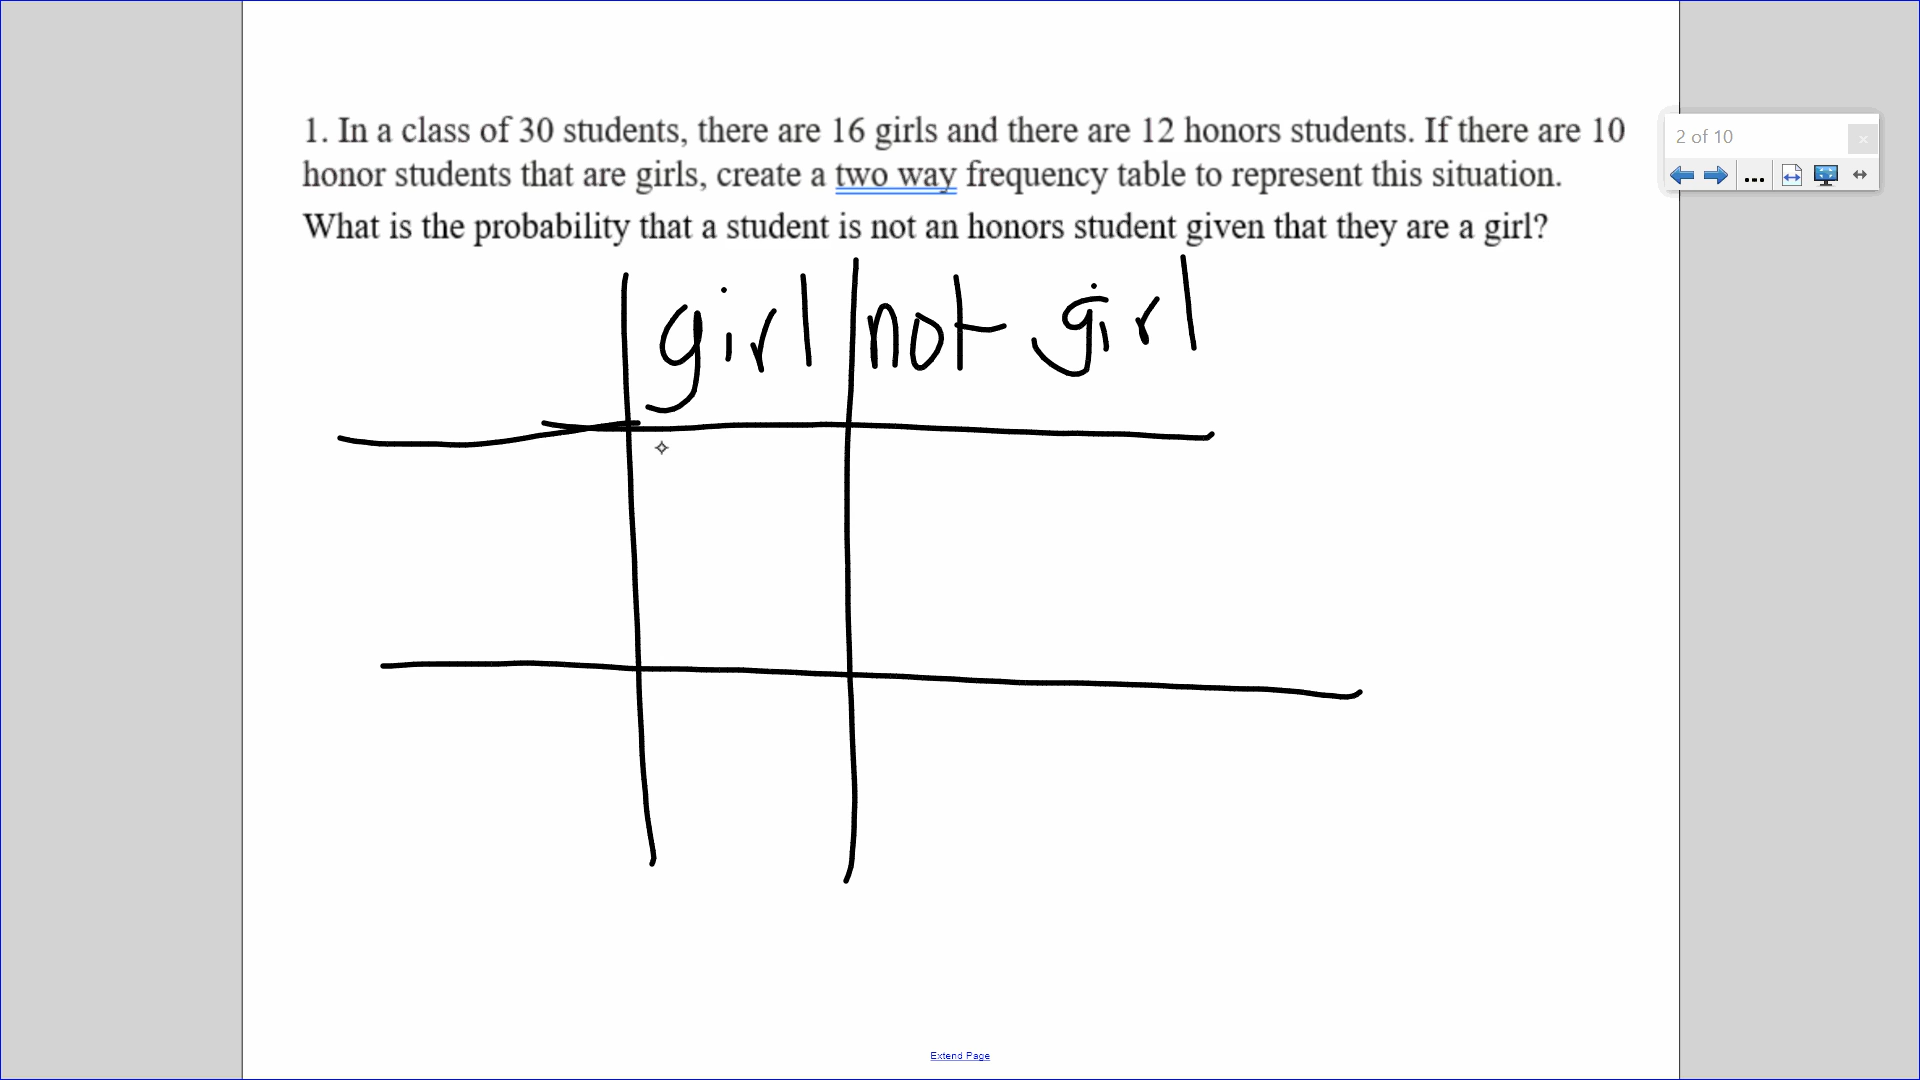 1. In a class of 30 students, there are 16 girls and there are 12 honors students. If there are 10
honor students that are girls, create a two way frequency table to represent this situation.
What is the probability that a student is not an honors student given that they are a girl?
girl not girl
2 of 10
...
Extend Page